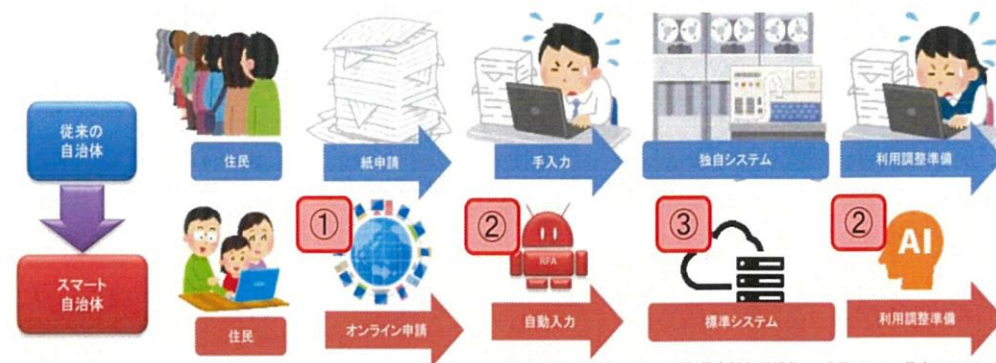 従来の
自治体
住民
紙申請
手入力
独自システム
利用調整準備
スマート
自治体
住民
①
オンライン申請
②
RPA
自動入力
③
標準システム
②
AI
利用調整準備